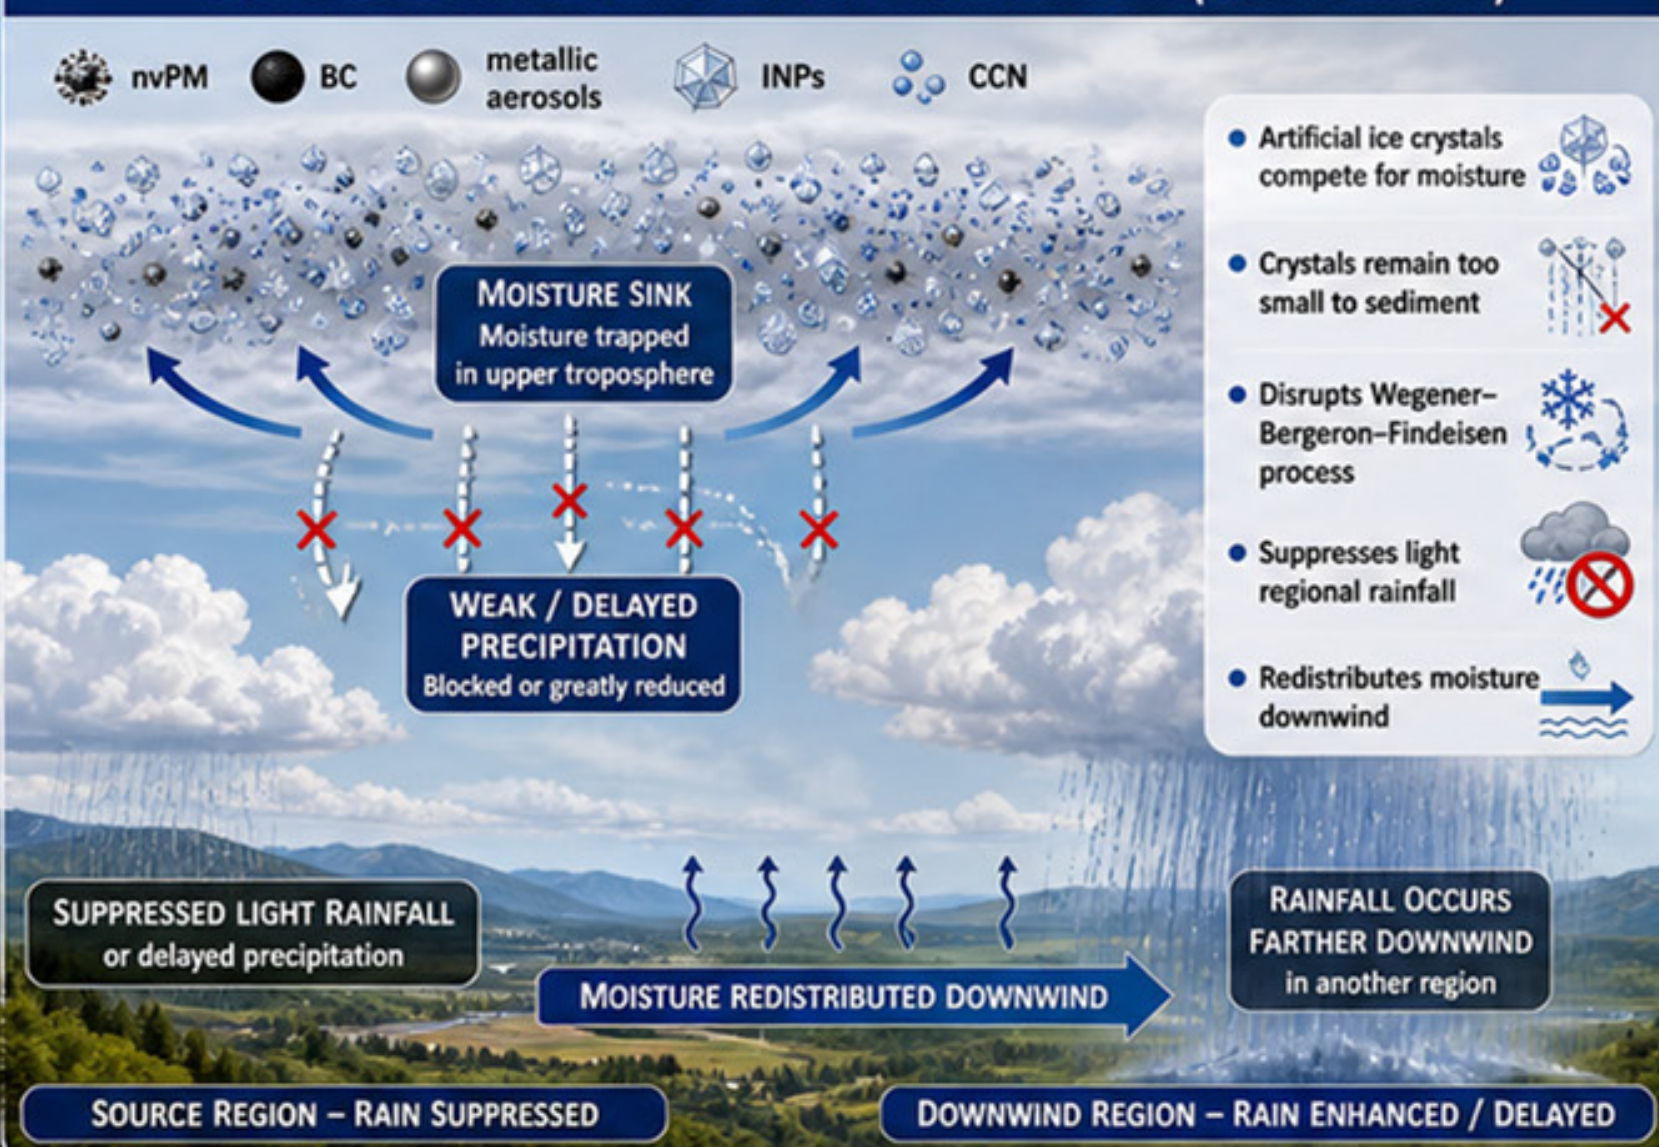 nvPM
BC
metallic
aerosols
INPs
CCN
Artificial ice crystals
compete for moisture
Crystals remain too
small to sediment
Disrupts Wegener–
Bergeron–Findeisen
process
Suppresses light
regional rainfall
Redistributes moisture
downwind
MOISTURE SINK
Moisture trapped
in upper troposphere
WEAK / DELAYED
PRECIPITATION
Blocked or greatly reduced
SUPPRESSED LIGHT RAINFALL
or delayed precipitation
MOISTURE REDISTRIBUTED DOWNWIND
RAINFALL OCCURS
FARTHER DOWNWIND
in another region
SOURCE REGION – RAIN SUPPRESSED
DOWNWIND REGION – RAIN ENHANCED / DELAYED